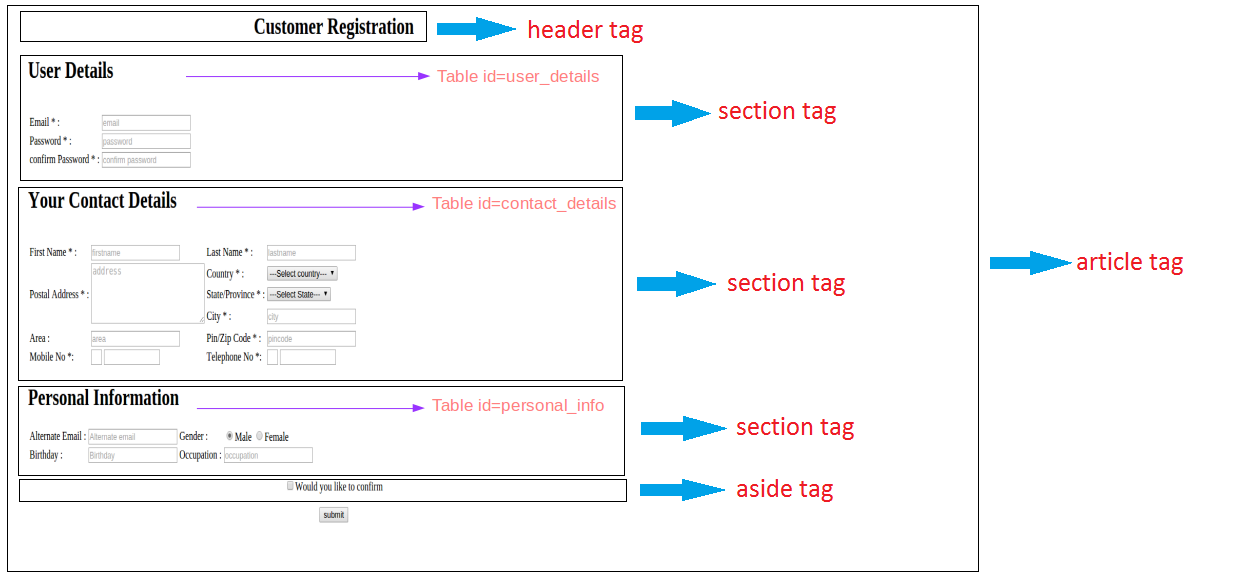 Customer Registration
header tag
User Details
Table id=user_details
section tag
Email * :
email
Password * :
password
confirm Password * :
confirm password
Your Contact Details
Table id=contact_details
First Name * :
firstname
Last Name * :
lastname
Postal Address * :
address
Country * :
---Select country---
State/Province * :
---Select State---
City * :
city
Area :
area
Pin/Zip Code * :
pincode
Mobile No *:
Telephone No *:
section tag
article tag
Personal Information
Table id=personal_info
Alternate Email :
Alternate email
Gender :
Male
Female
Birthday :
Birthday
Occupation :
occupation
section tag
Would you like to confirm
aside tag
submit